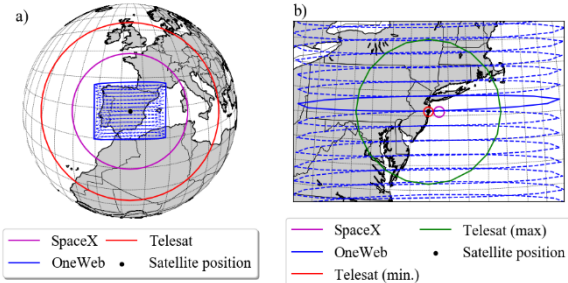 a)
b)
SpaceX
Telesat
OneWeb
Satellite position
SpaceX
Telesat (max)
OneWeb
Satellite position
Telesat (min.)